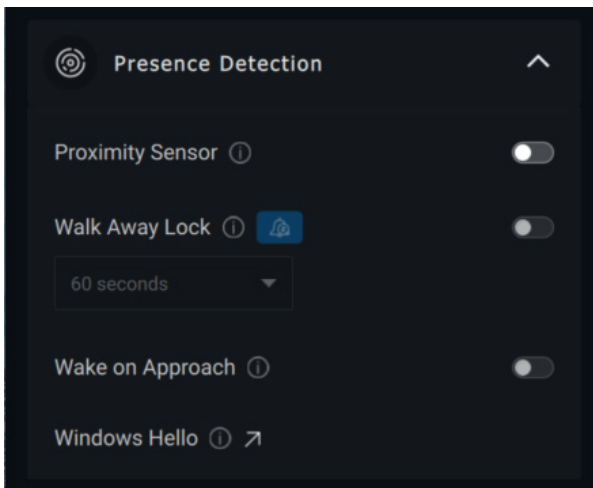 Presence Detection
Proximity Sensor
Walk Away Lock
60 seconds
Wake on Approach
Windows Hello